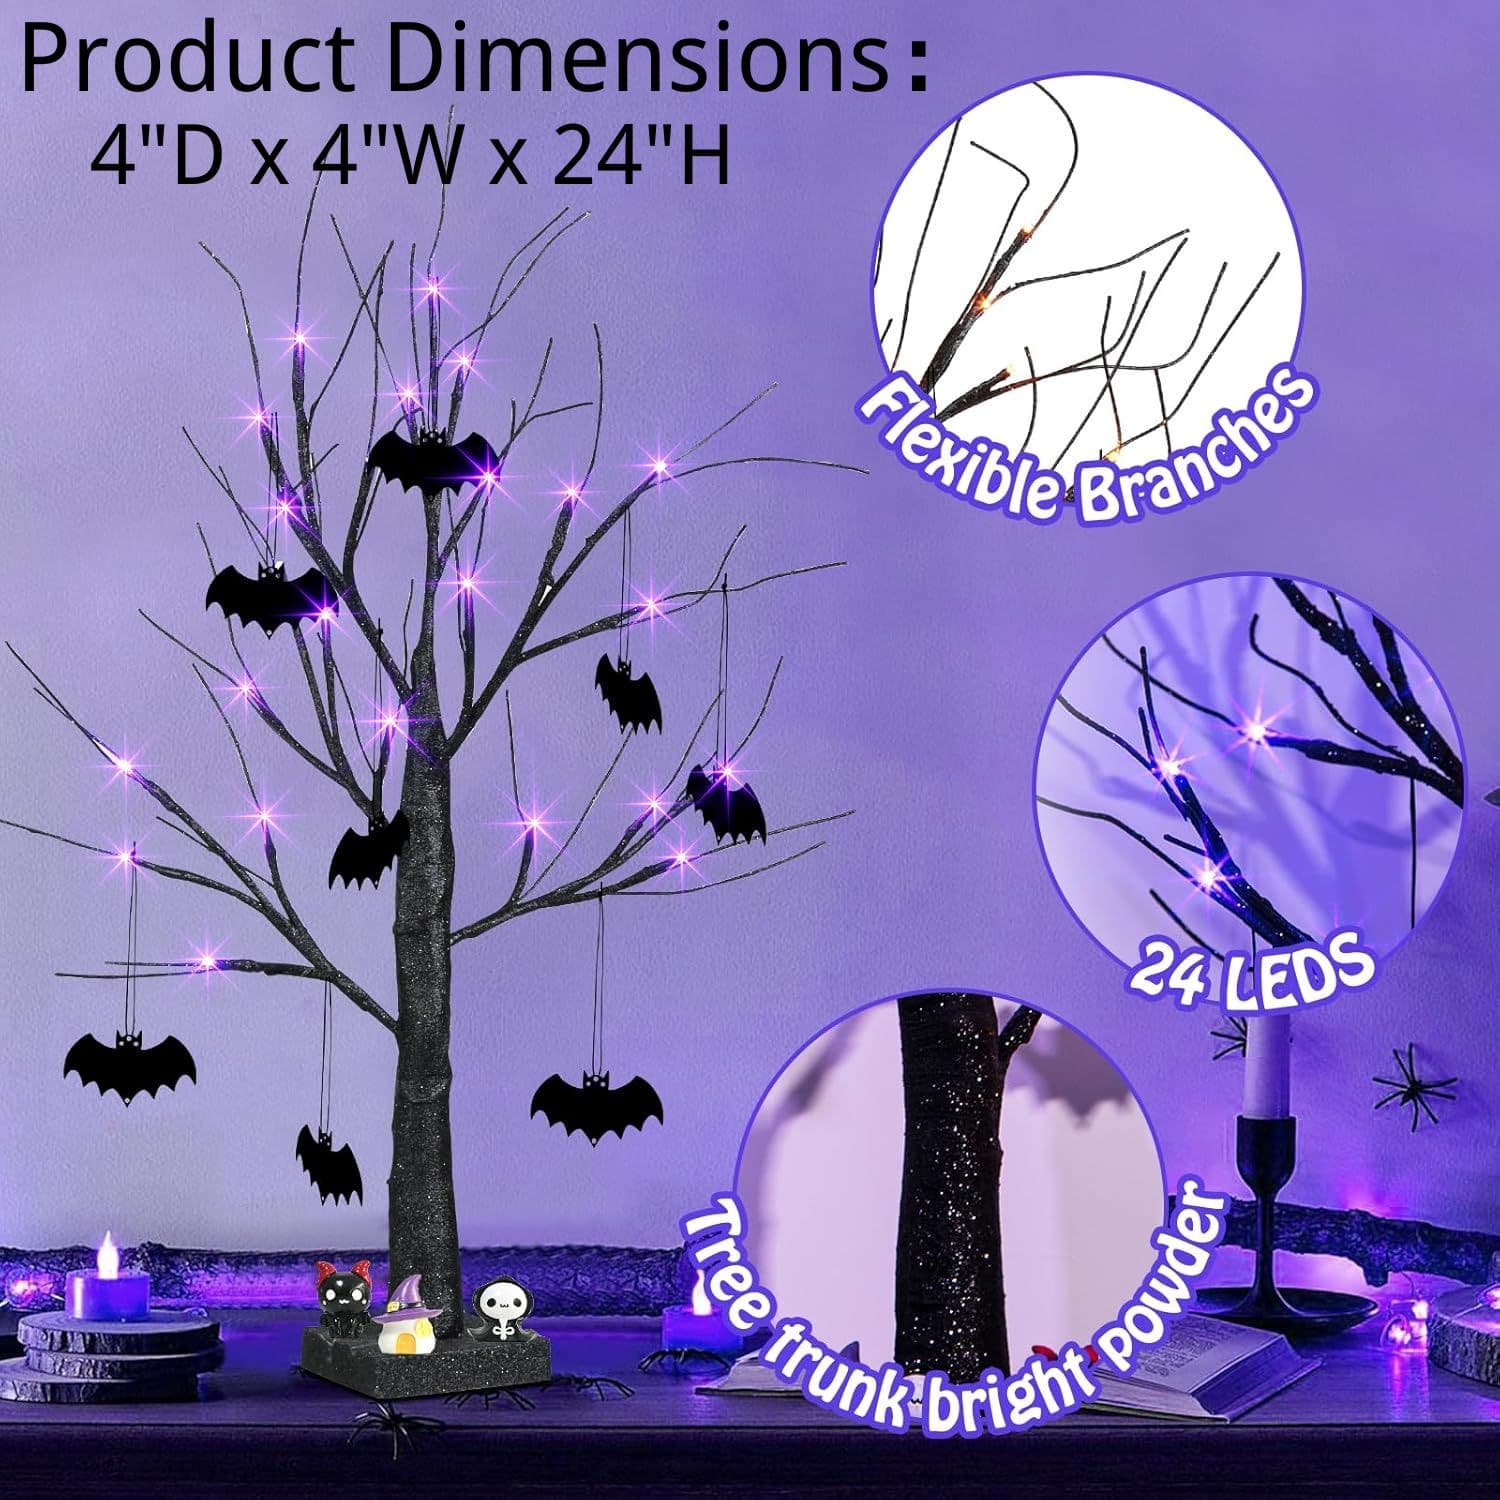 Product Dimensions:
4"D x 4"W x 24"H
Flexible Branches
24 LEDS
Tree trunk bright powder